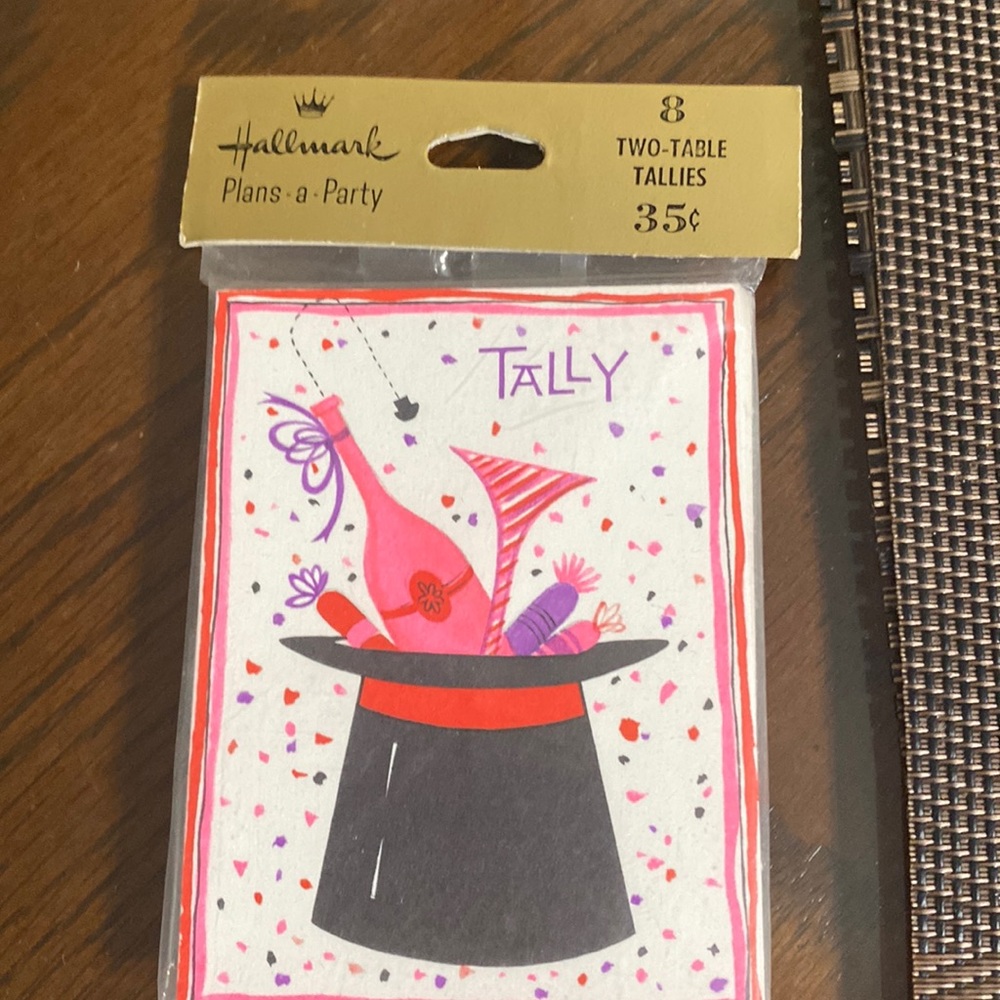 Hallmark
Plans-a-Party
8
TWO-TABLE
TALLIES
35¢
TALLY